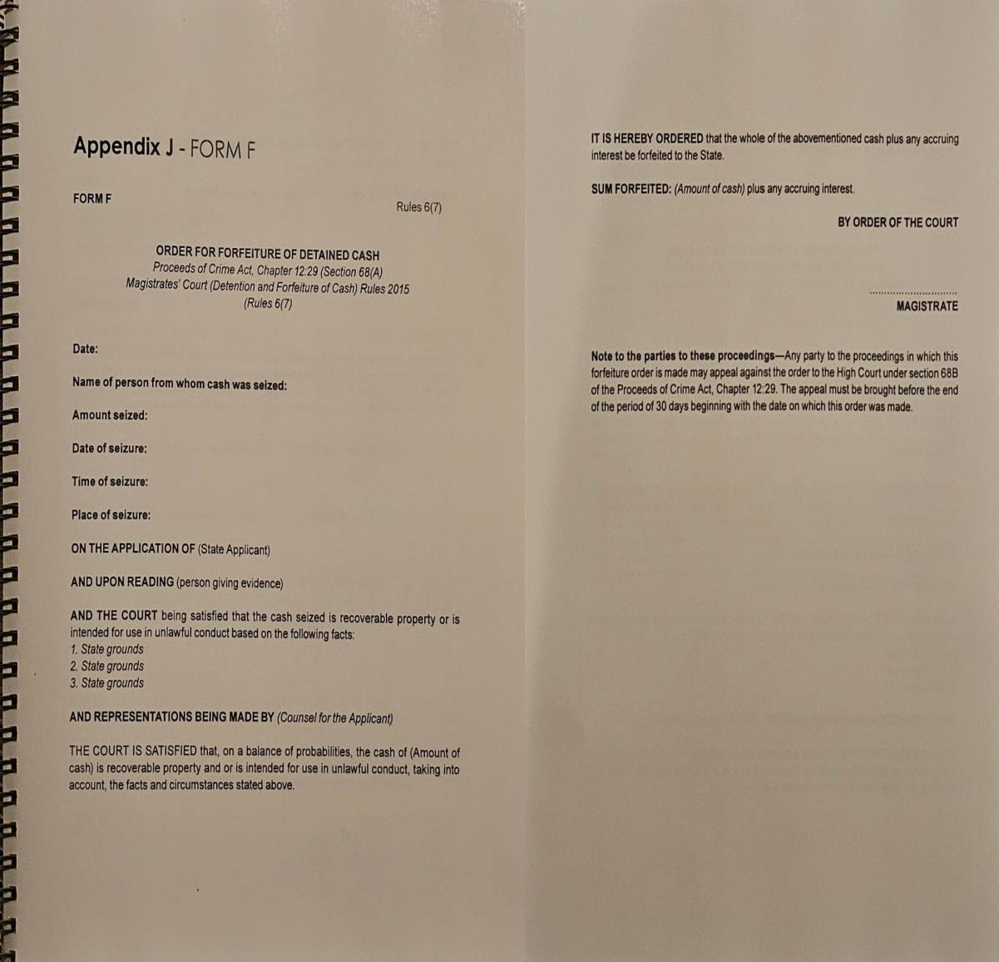 Appendix J - FORM F
FORM F
Rules 6(7)
ORDER FOR FORFEITURE OF DETAINED CASH
Proceeds of Crime Act, Chapter 12:29 (Section 68(A)
Magistrates' Court (Detention and Forfeiture of Cash) Rules 2015
(Rules 6(7)
Date:
Name of person from whom cash was seized:
Amount seized:
Date of seizure:
Time of seizure:
Place of seizure:
ON THE APPLICATION OF (State Applicant)
AND UPON READING (person giving evidence)
AND THE COURT being satisfied that the cash seized is recoverable property or is
intended for use in unlawful conduct based on the following facts:
1. State grounds
2. State grounds
3. State grounds
AND REPRESENTATIONS BEING MADE BY (Counsel for the Applicant)
THE COURT IS SATISFIED that, on a balance of probabilities, the cash of (Amount of
cash) is recoverable property and or is intended for use in unlawful conduct, taking into
account, the facts and circumstances stated above.
IT IS HEREBY ORDERED that the whole of the abovementioned cash plus any accruing
interest be forfeited to the State.
SUM FORFEITED: (Amount of cash) plus any accruing interest.
BY ORDER OF THE COURT
..............................
MAGISTRATE
Note to the parties to these proceedings—Any party to the proceedings in which this
forfeiture order is made may appeal against the order to the High Court under section 68B
of the Proceeds of Crime Act, Chapter 12:29. The appeal must be brought before the end
of the period of 30 days beginning with the date on which this order was made.